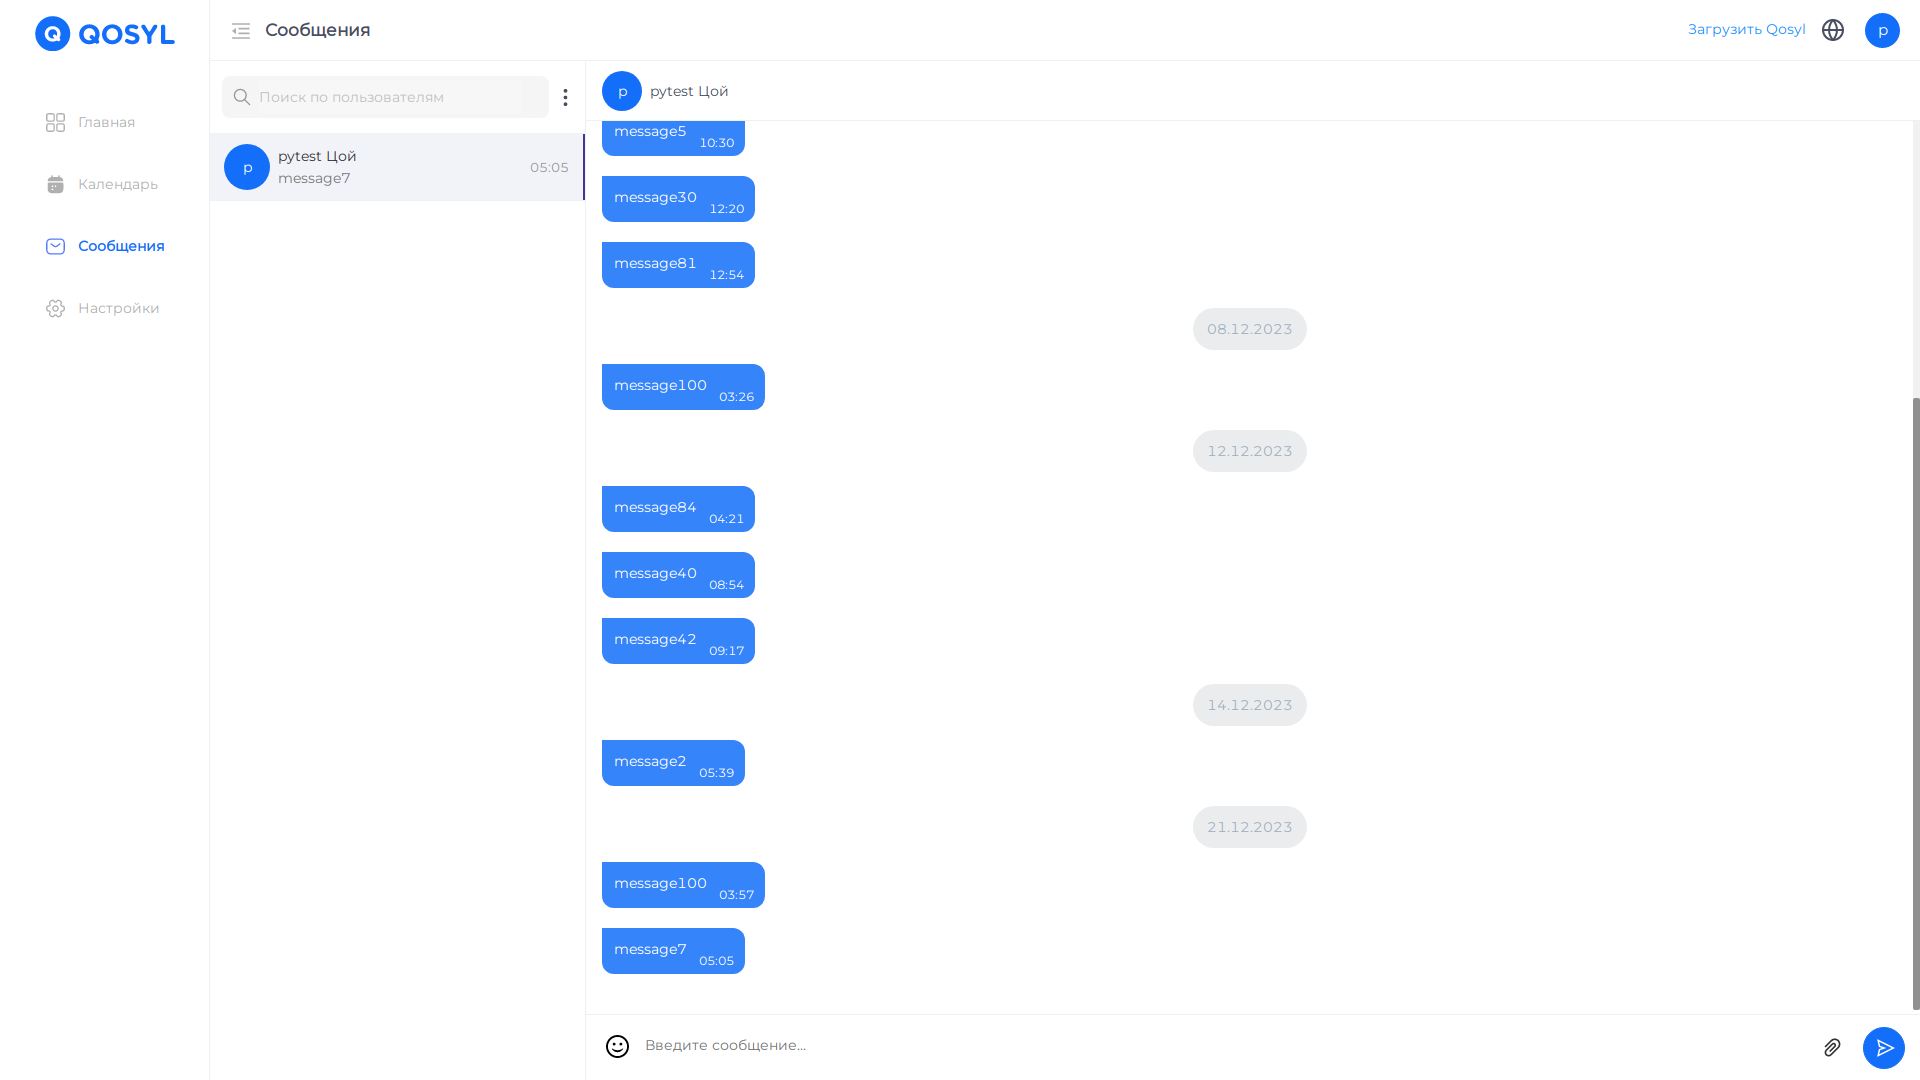 QOSYL
Сообщения
Загрузить Qosyl
p
Главная
Календарь
Сообщения
Настройки
Поиск по пользователям
p
pytest Цой
05:05
message7
p
pytest Цой
message5
10:30
message30
12:20
message81
12:54
08.12.2023
message100
03:26
12.12.2023
message84
04:21
message40
08:54
message42
09:17
14.12.2023
message2
05:39
21.12.2023
message100
03:57
message7
05:05
Введите сообщение...